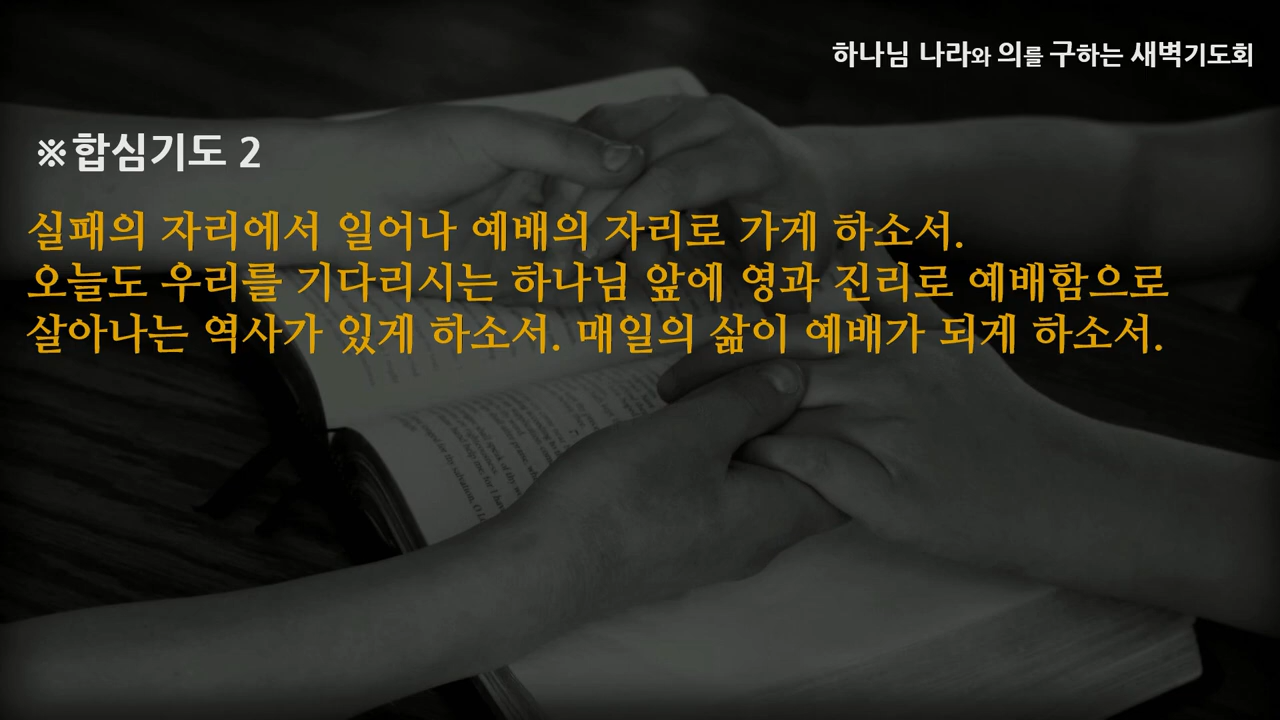 하나님 나라와 의를 구하는 새벽기도회
※합심기도 2
실패의 자리에서 일어나 예배의 자리로 가게 하소서.
오늘도 우리를 기다리시는 하나님 앞에 영과 진리로 예배함으로
살아나는 역사가 있게 하소서. 매일의 삶이 예배가 되게 하소서.